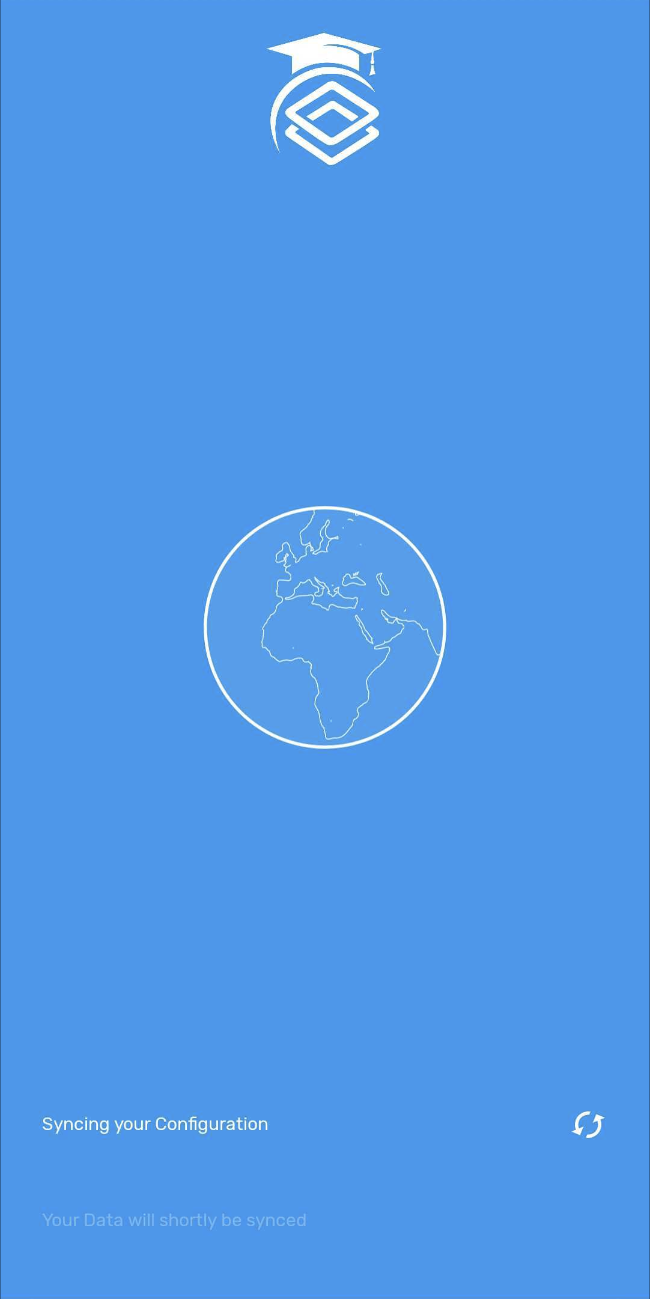 Syncing your Configuration
Your Data will shortly be synced